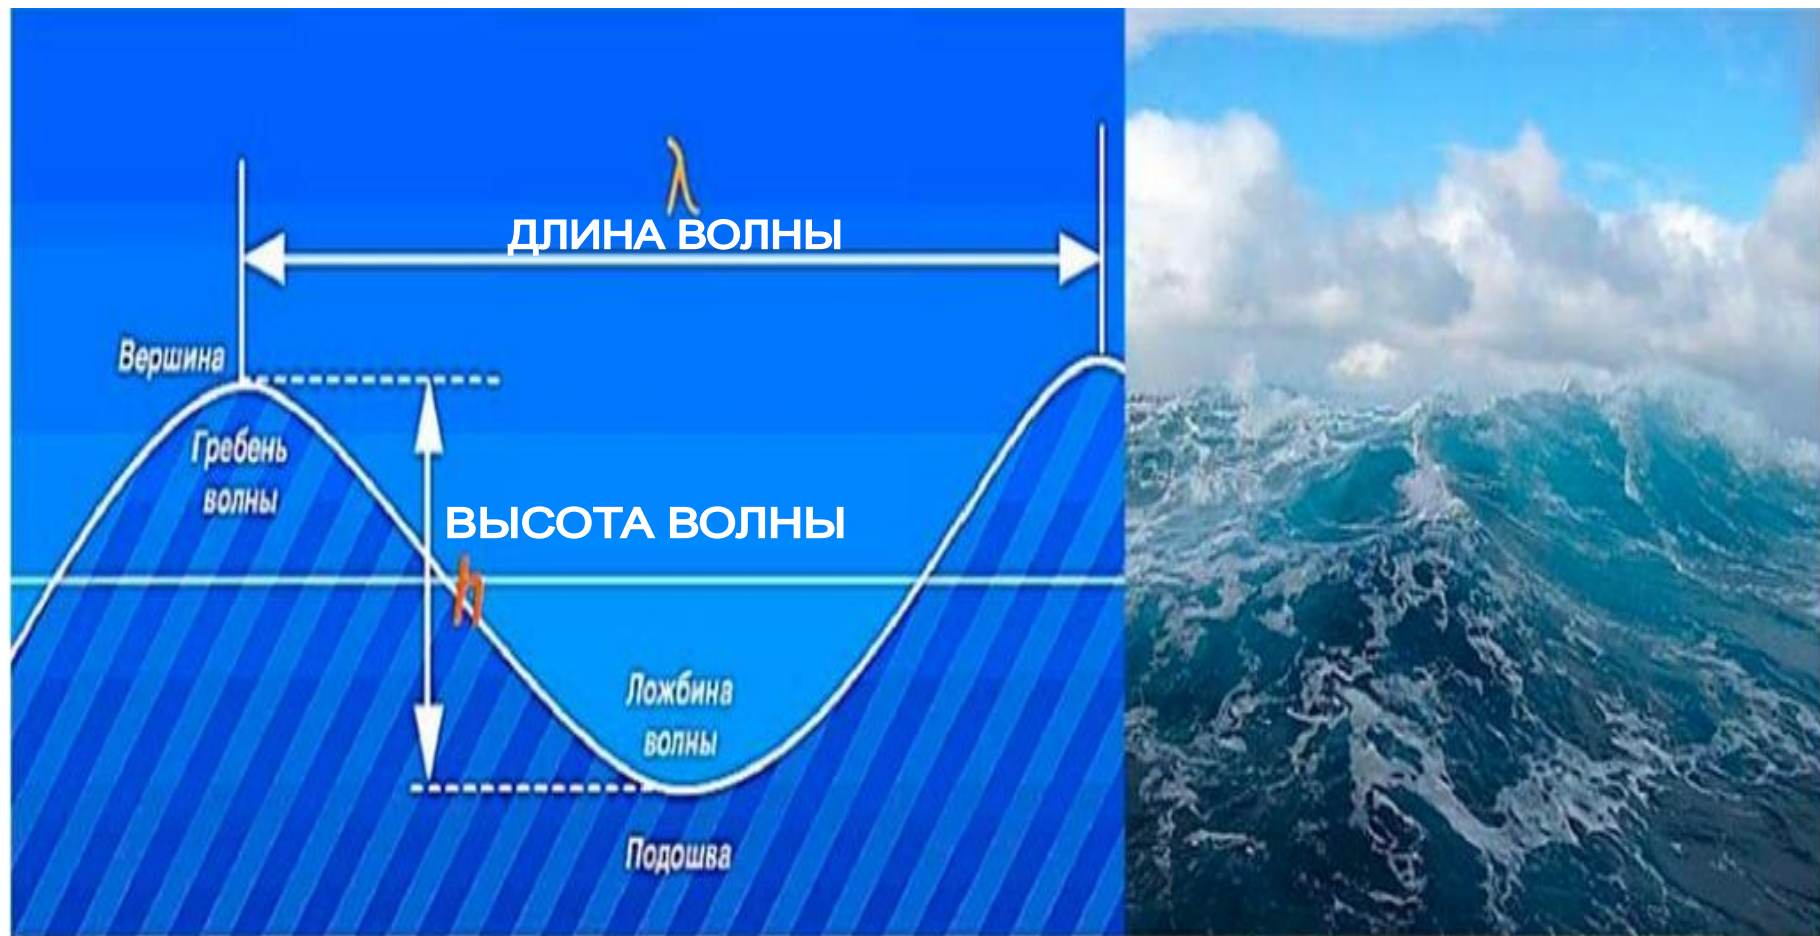 λ
ДЛИНА ВОЛНЫ
Вершина
Гребень
волны
ВЫСОТА ВОЛНЫ
h
Ложбина
волны
Подошва